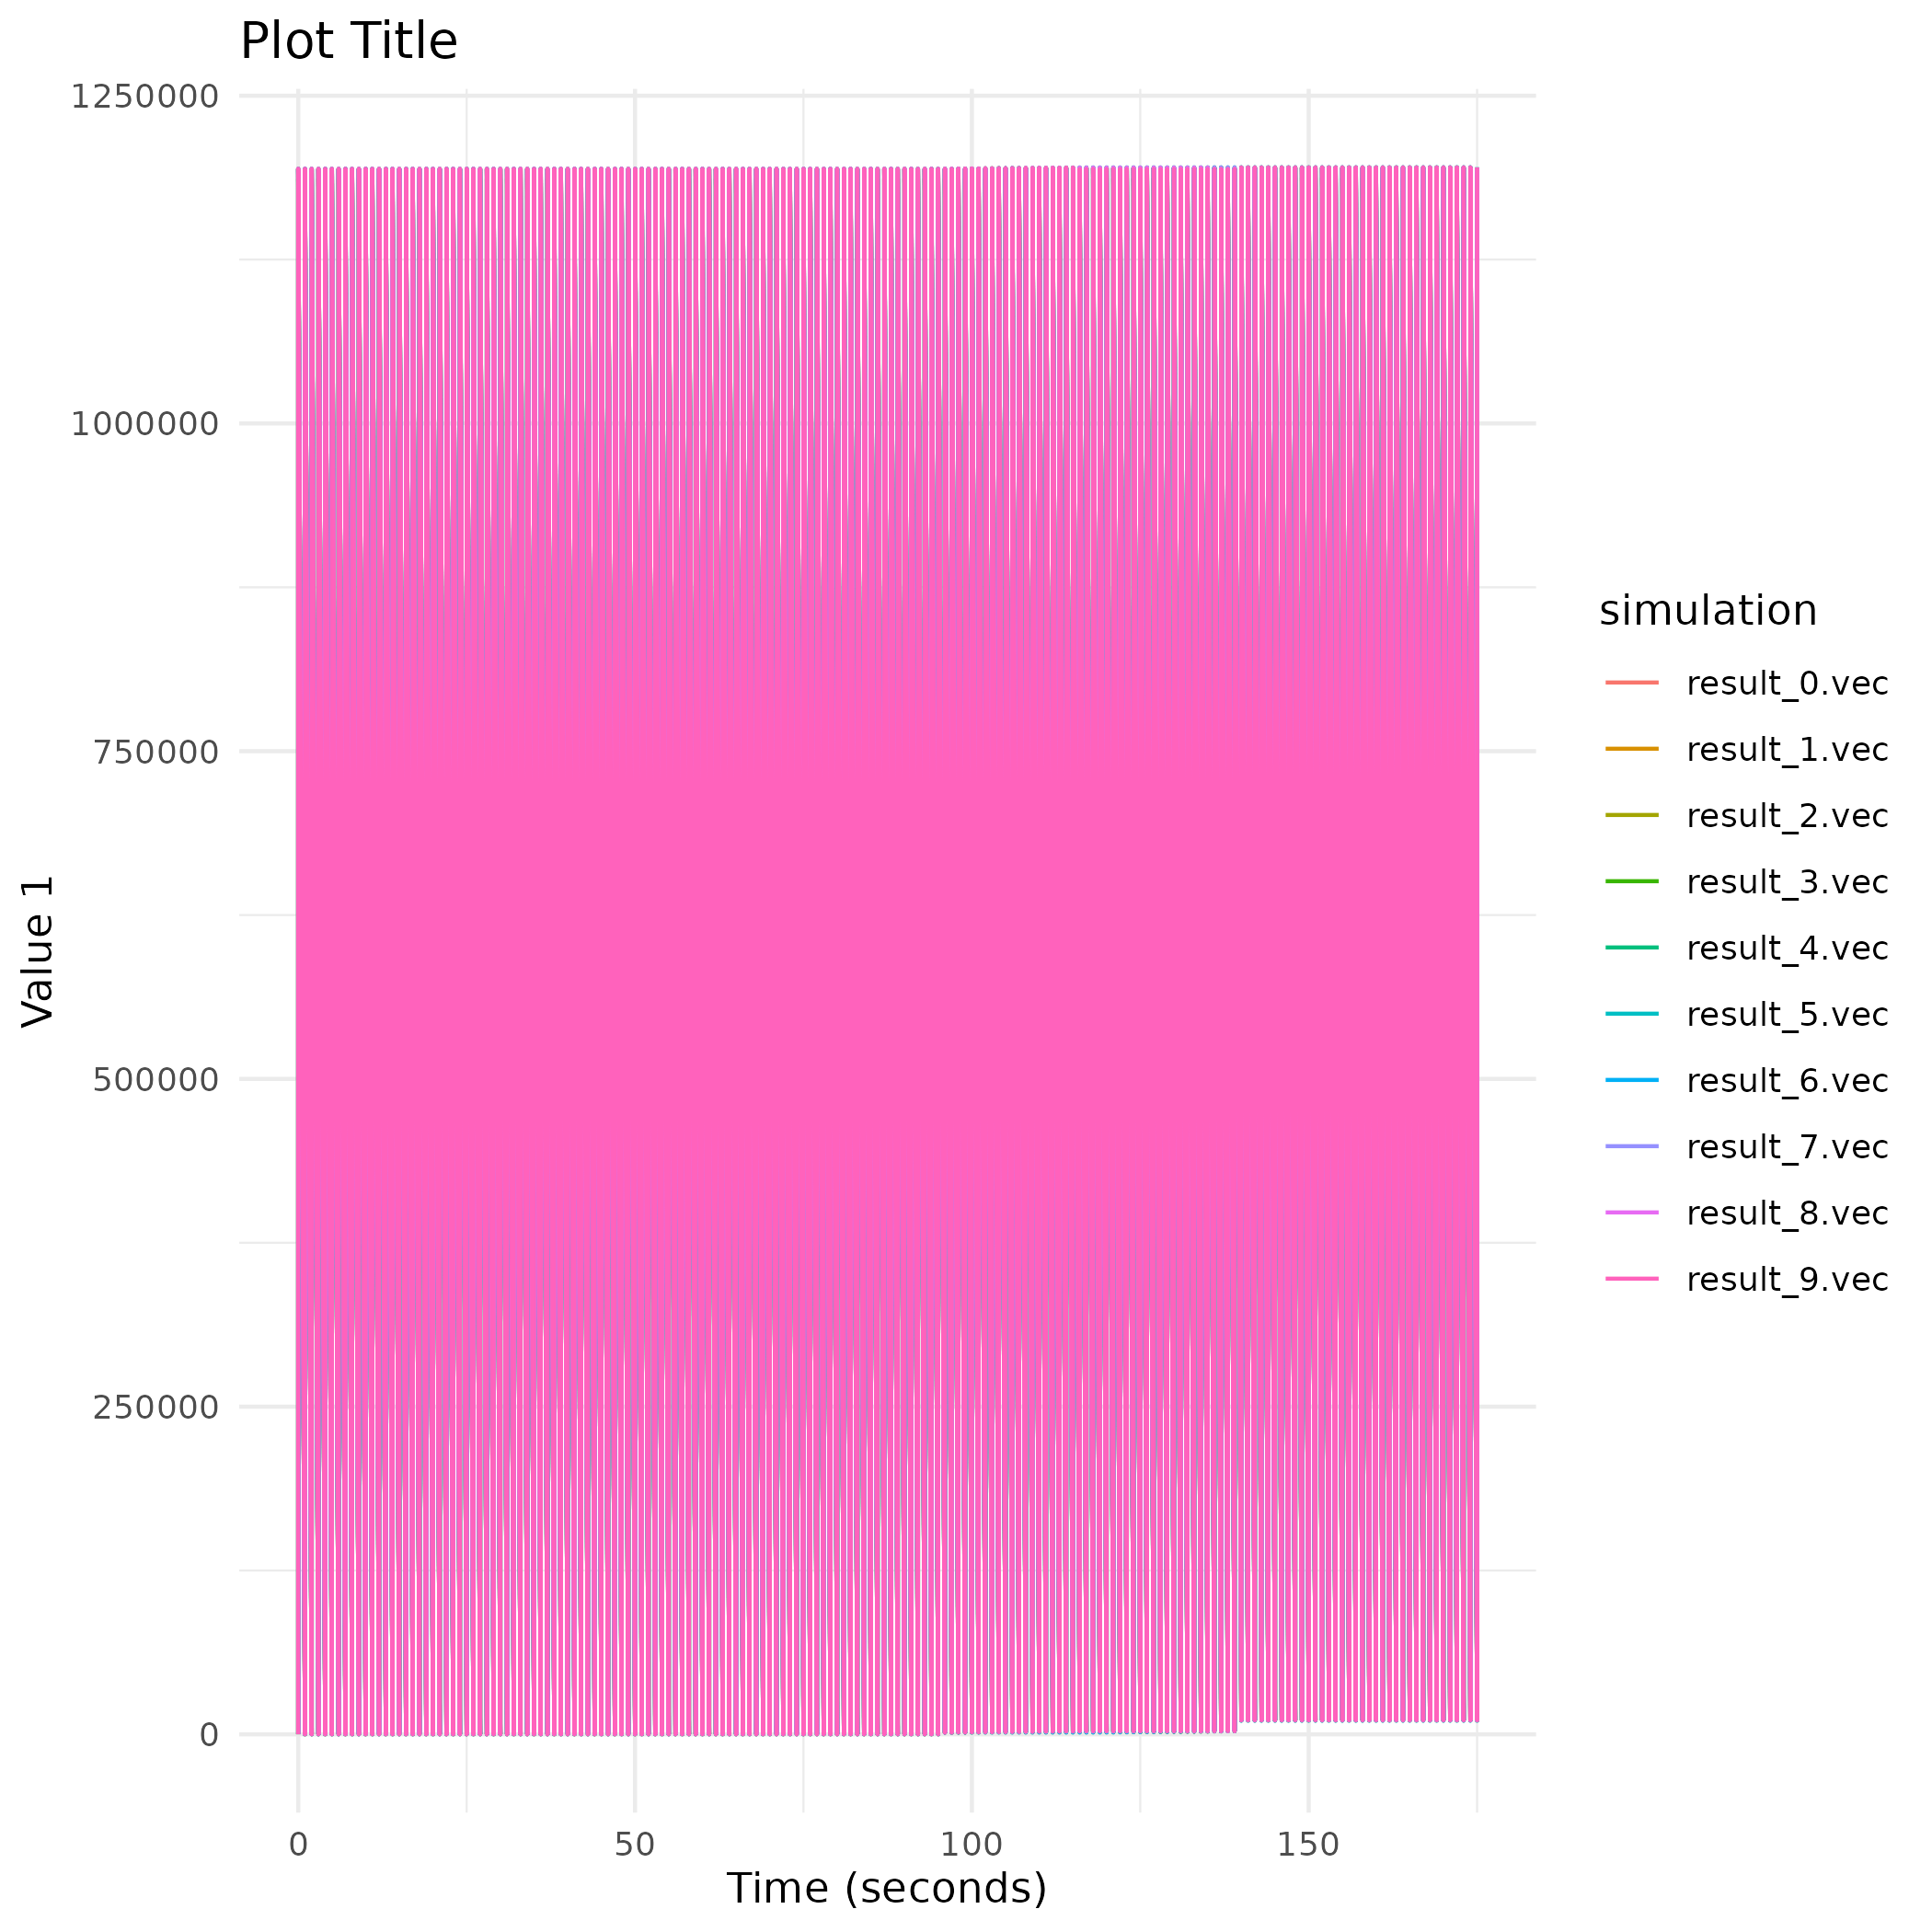 Plot Title
1250000
1000000
750000
500000
250000
0
Value 1
0 50 100 150
Time (seconds)
simulation
result_0.vec
result_1.vec
result_2.vec
result_3.vec
result_4.vec
result_5.vec
result_6.vec
result_7.vec
result_8.vec
result_9.vec